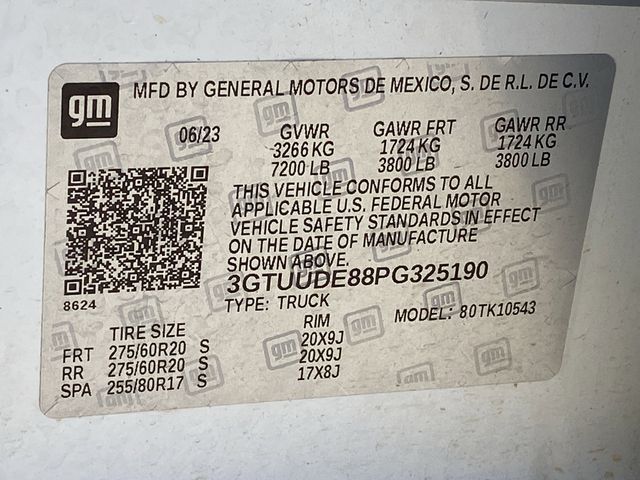 gm
MFD BY GENERAL MOTORS DE MEXICO, S. DE R.L. DE C.V.
06/23 GVWR GAWR FRT GAWR RR
3266 KG 1724 KG 1724 KG
7200 LB 3800 LB 3800 LB
THIS VEHICLE CONFORMS TO ALL
APPLICABLE U.S. FEDERAL MOTOR
VEHICLE SAFETY STANDARDS IN EFFECT
ON THE DATE OF MANUFACTURE
SHOWN ABOVE.
3GTUUDE88PG325190
8624
TYPE: TRUCK MODEL: 80TK10543
TIRE SIZE RIM
FRT 275/60R20 S 20X9J
RR 275/60R20 S 20X9J
SPA 255/80R17 S 17X8J